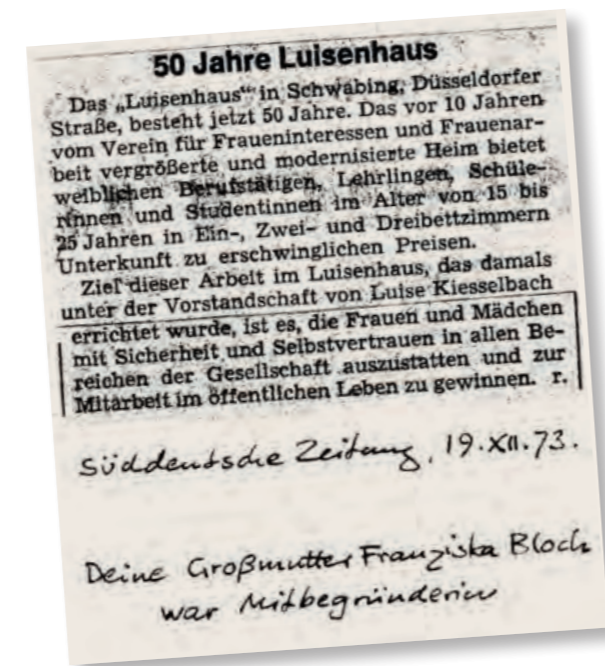 50 Jahre Luisenhaus
Das „Luisenhaus“ in Schwabing, Düsseldorfer
Straße, besteht jetzt 50 Jahre. Das vor 10 Jahren
vom Verein für Fraueninteressen und Frauenar-
beit vergrößerte und modernisierte Heim bietet
weiblichen Berufstätigen, Lehrlingen, Schüle-
rinnen und Studentinnen im Alter von 15 bis
25 Jahren in Ein-, Zwei- und Dreibettzimmern
Unterkunft zu erschwinglichen Preisen.
Ziel dieser Arbeit im Luisenhaus, das damals
unter der Vorstandschaft von Luise Kiesselbach
errichtet wurde, ist es, die Frauen und Mädchen
mit Sicherheit und Selbstvertrauen in allen Be-
reichen der Gesellschaft auszustatten und zur
Mitarbeit im öffentlichen Leben zu gewinnen. r.
Süddeutsche Zeitung, 19.XII.73.
Deine Großmutter Franziska Bloch
war Mitbegründerin